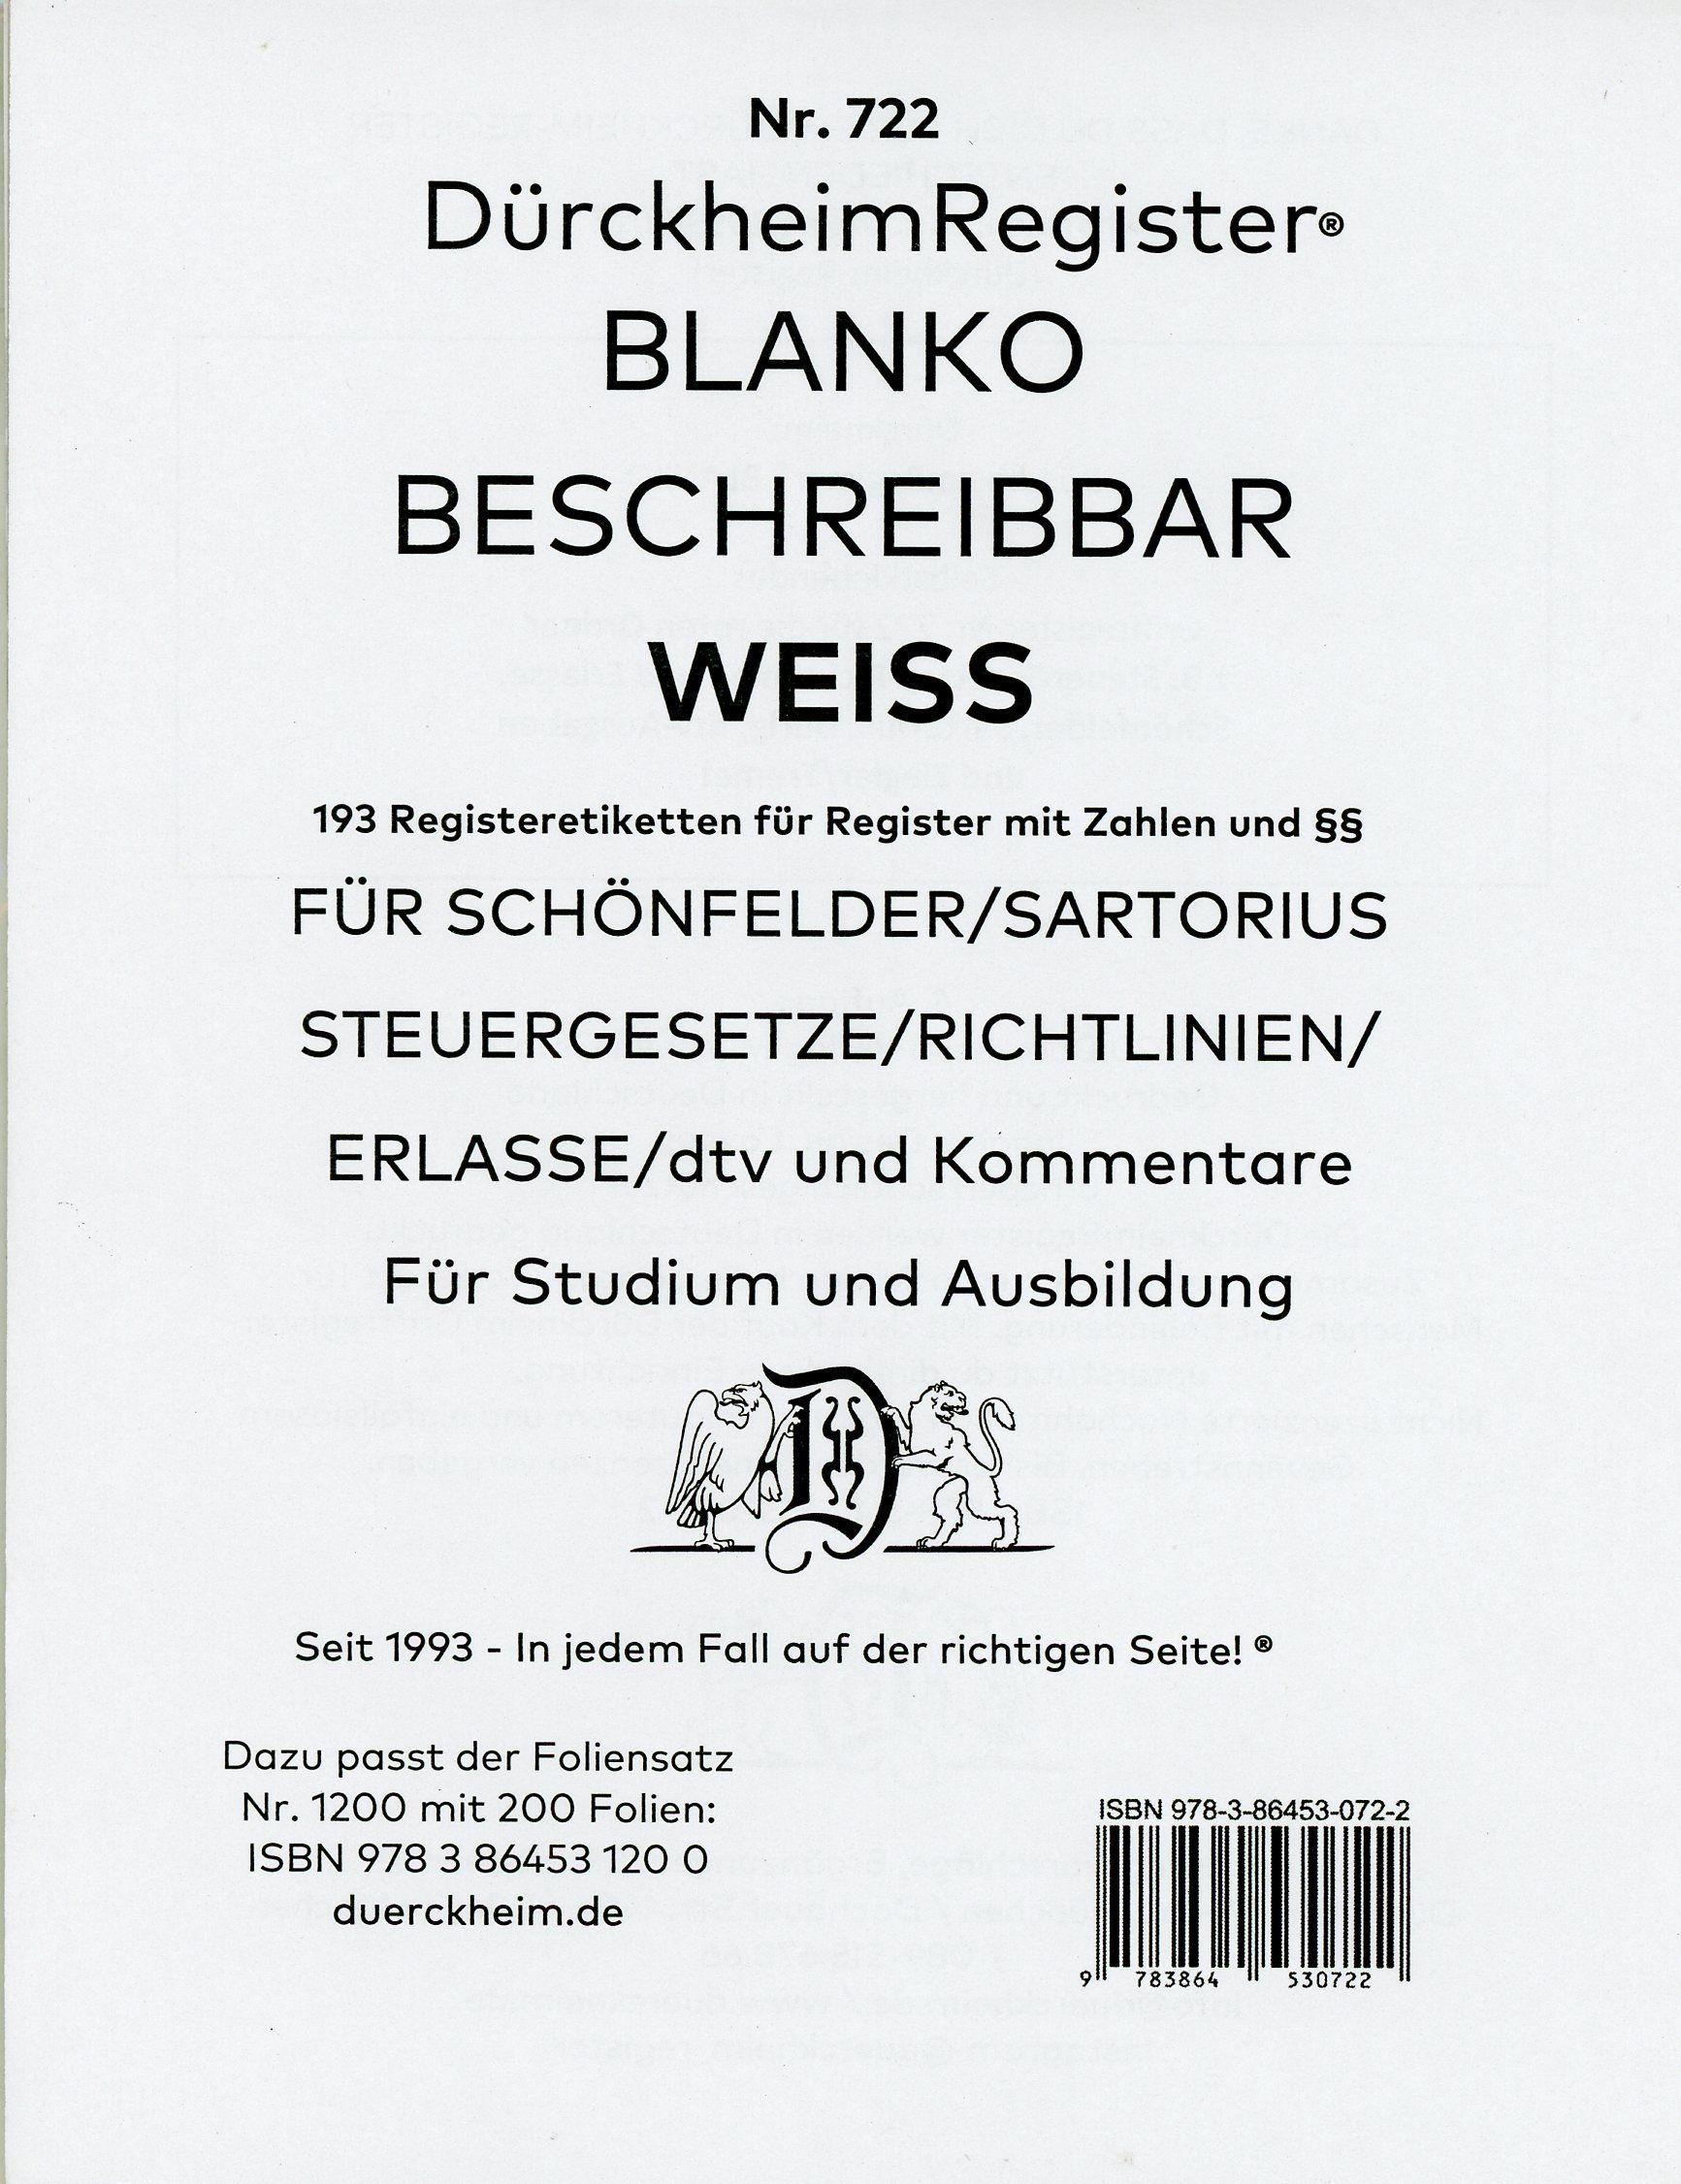 Nr. 722
DürckheimRegister®
BLANKO
BESCHREIBBAR
WEISS
193 Registeretiketten für Register mit Zahlen und §§
FÜR SCHÖNFELDER/SARTORIUS
STEUERGESETZE/RICHTLINIEN/
ERLASSE/dtv und Kommentare
Für Studium und Ausbildung
D
Seit 1993 - In jedem Fall auf der richtigen Seite! ®
Dazu passt der Foliensatz
Nr. 1200 mit 200 Folien:
ISBN 978 3 86453 120 0
duerckheim.de
ISBN 978-3-86453-072-2
9 783864 530722